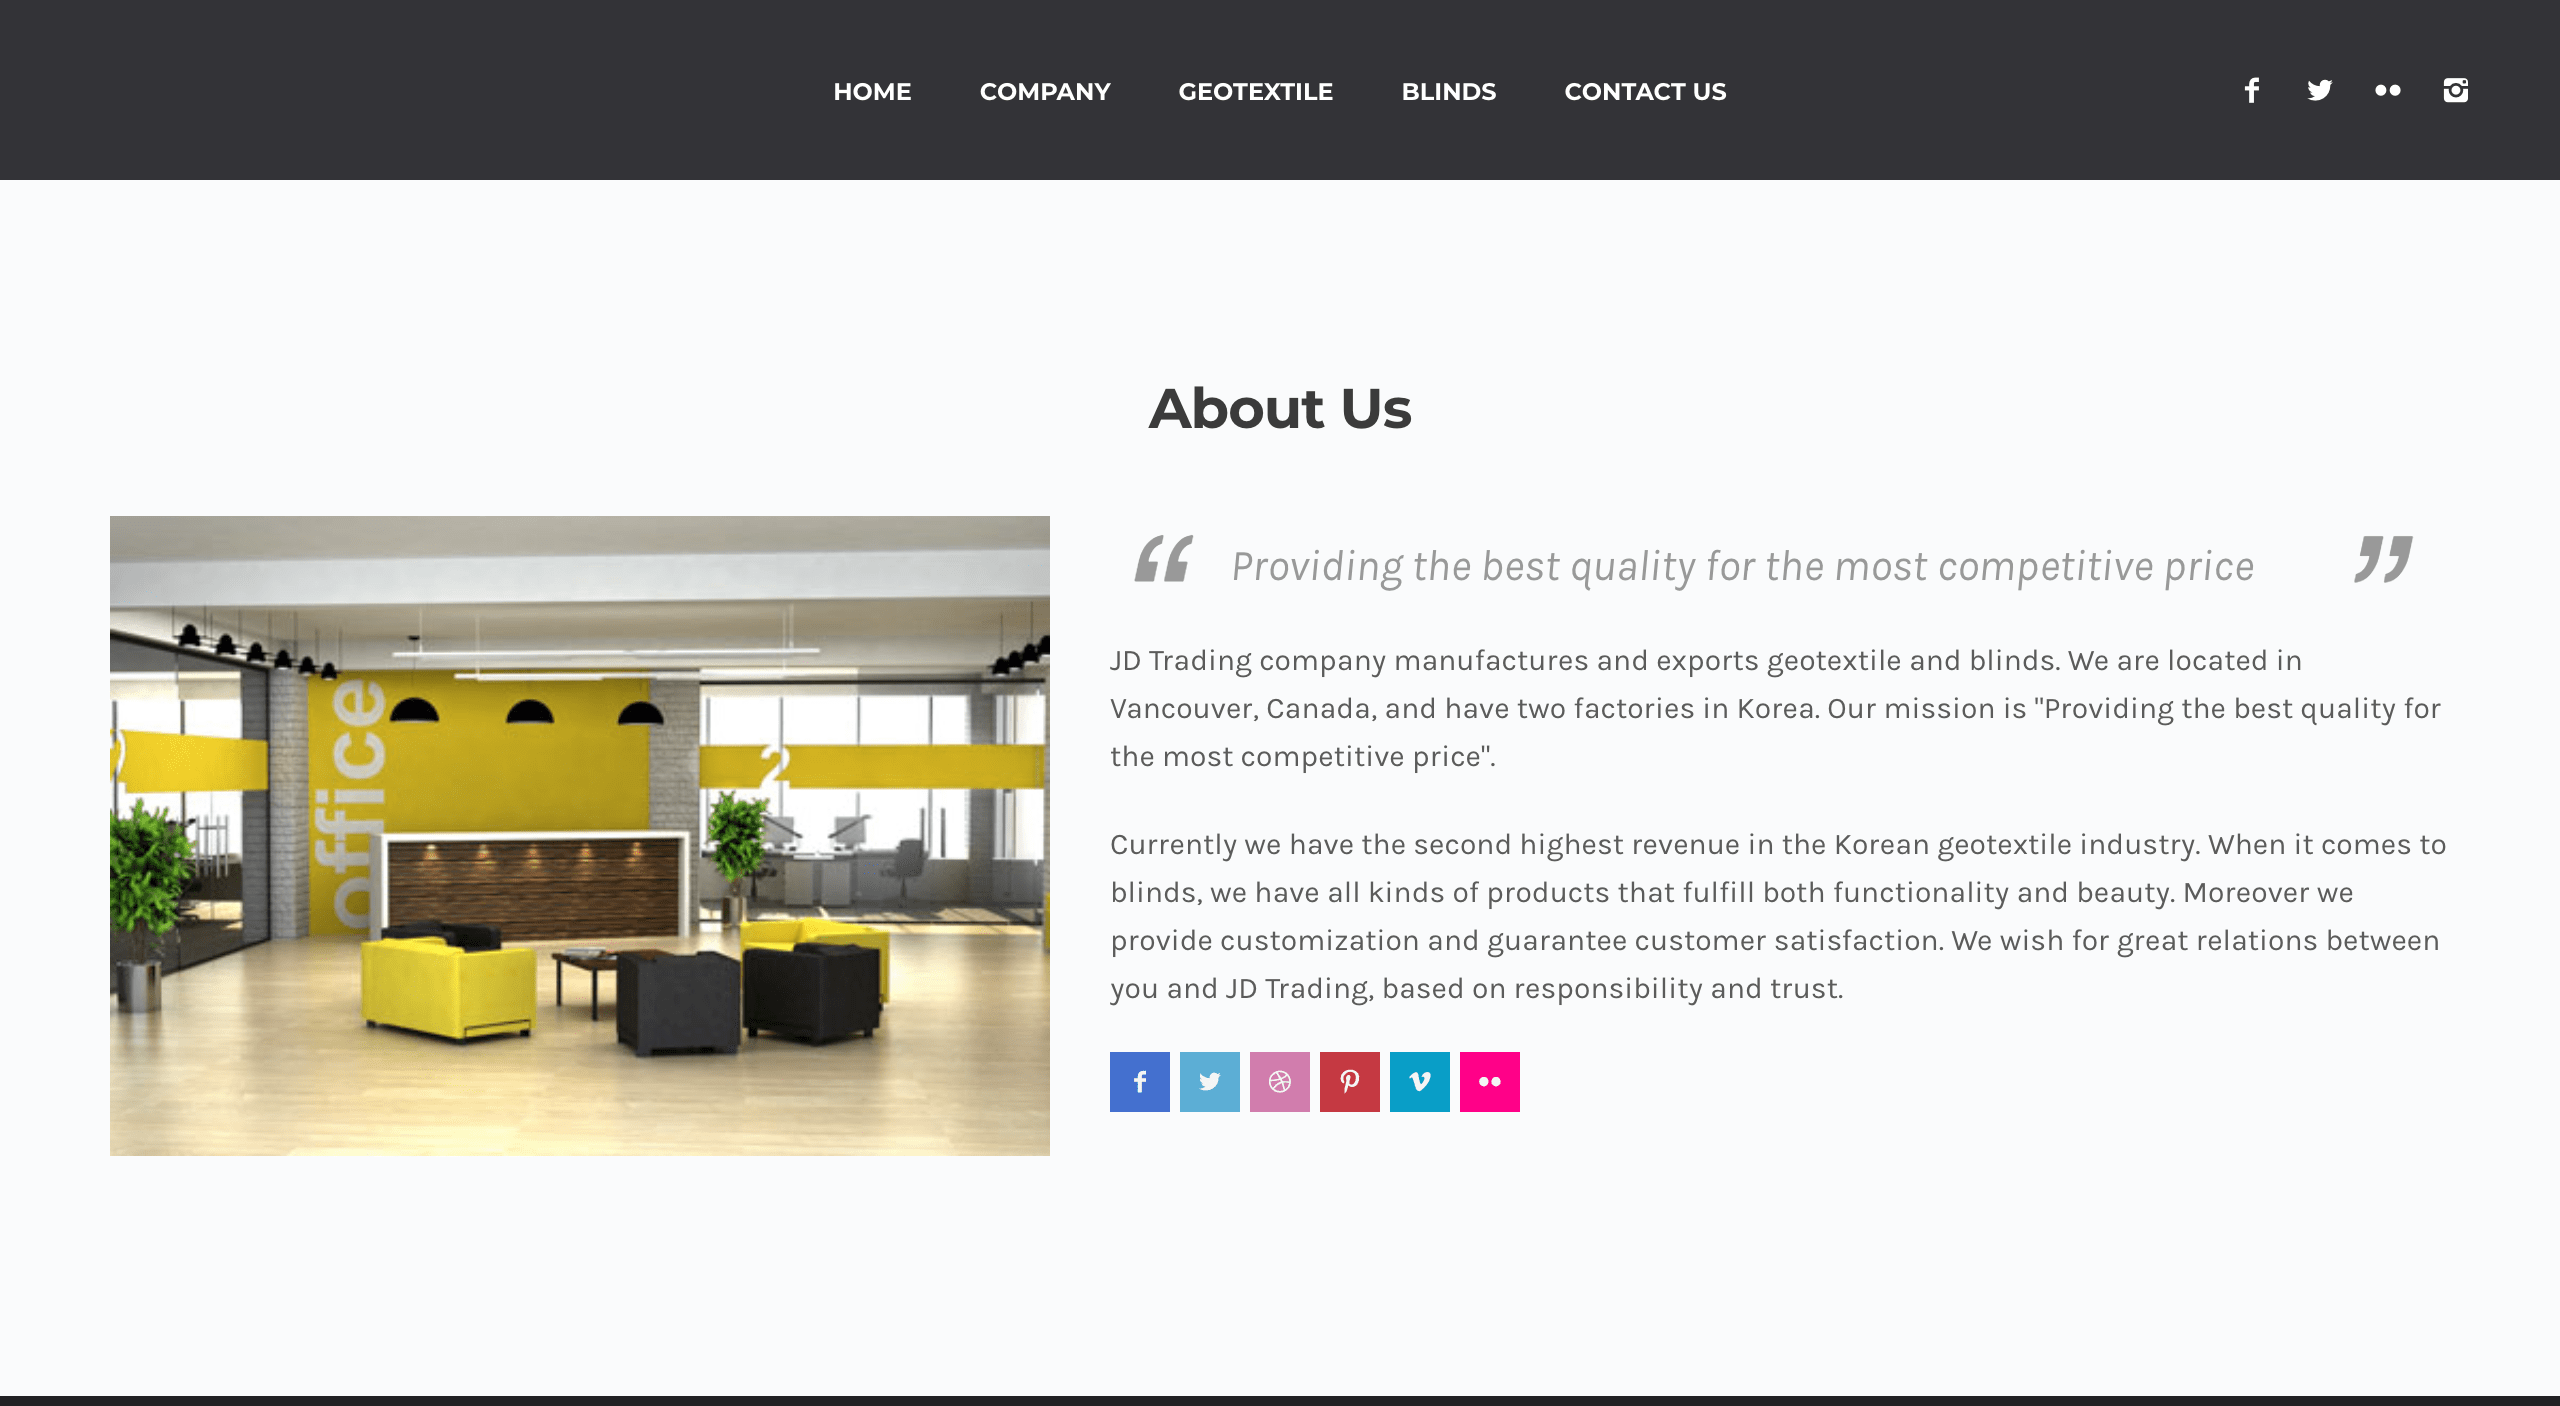 HOME COMPANY GEOTEXTILE BLINDS CONTACT US
About Us
office
2
“ Providing the best quality for the most competitive price ”
JD Trading company manufactures and exports geotextile and blinds. We are located in
Vancouver, Canada, and have two factories in Korea. Our mission is "Providing the best quality for
the most competitive price".
Currently we have the second highest revenue in the Korean geotextile industry. When it comes to
blinds, we have all kinds of products that fulfill both functionality and beauty. Moreover we
provide customization and guarantee customer satisfaction. We wish for great relations between
you and JD Trading, based on responsibility and trust.